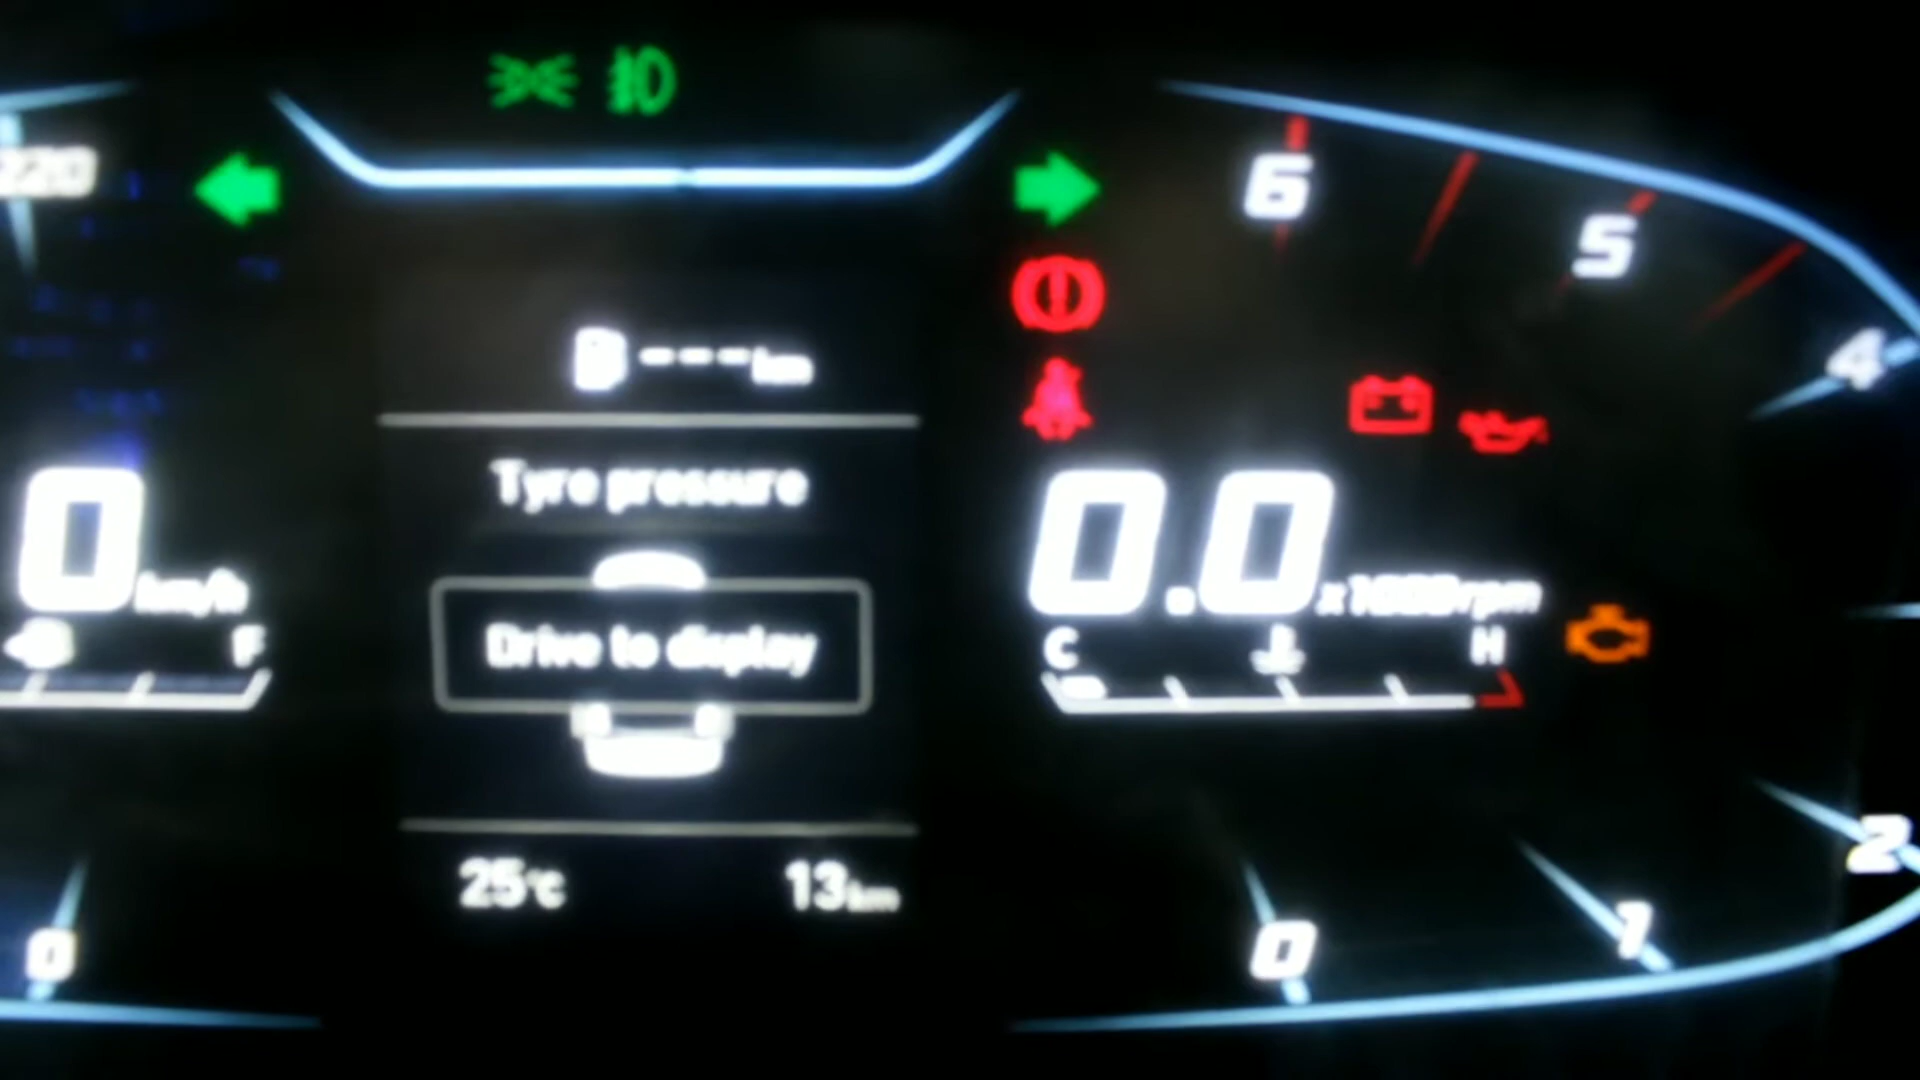 220
6
5
4
--- km
Tyre pressure
0 km/h
0.0 x1000rpm
Drive to display
F
C
H
2
25°C
13km
0
0
1